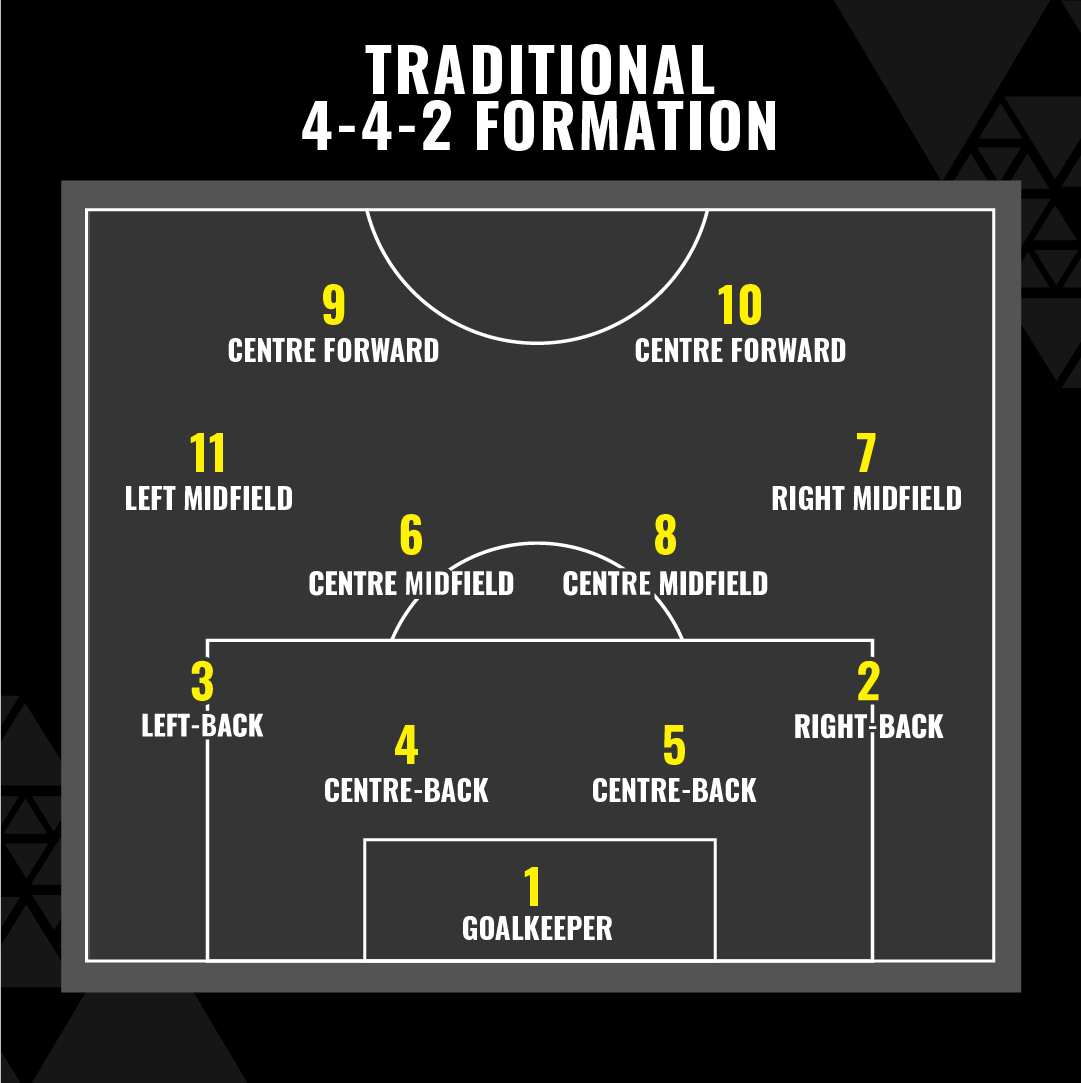 TRADITIONAL
4-4-2 FORMATION
9
CENTRE FORWARD
10
CENTRE FORWARD
11
LEFT MIDFIELD
7
RIGHT MIDFIELD
6
CENTRE MIDFIELD
8
CENTRE MIDFIELD
3
LEFT-BACK
2
RIGHT-BACK
4
CENTRE-BACK
5
CENTRE-BACK
1
GOALKEEPER